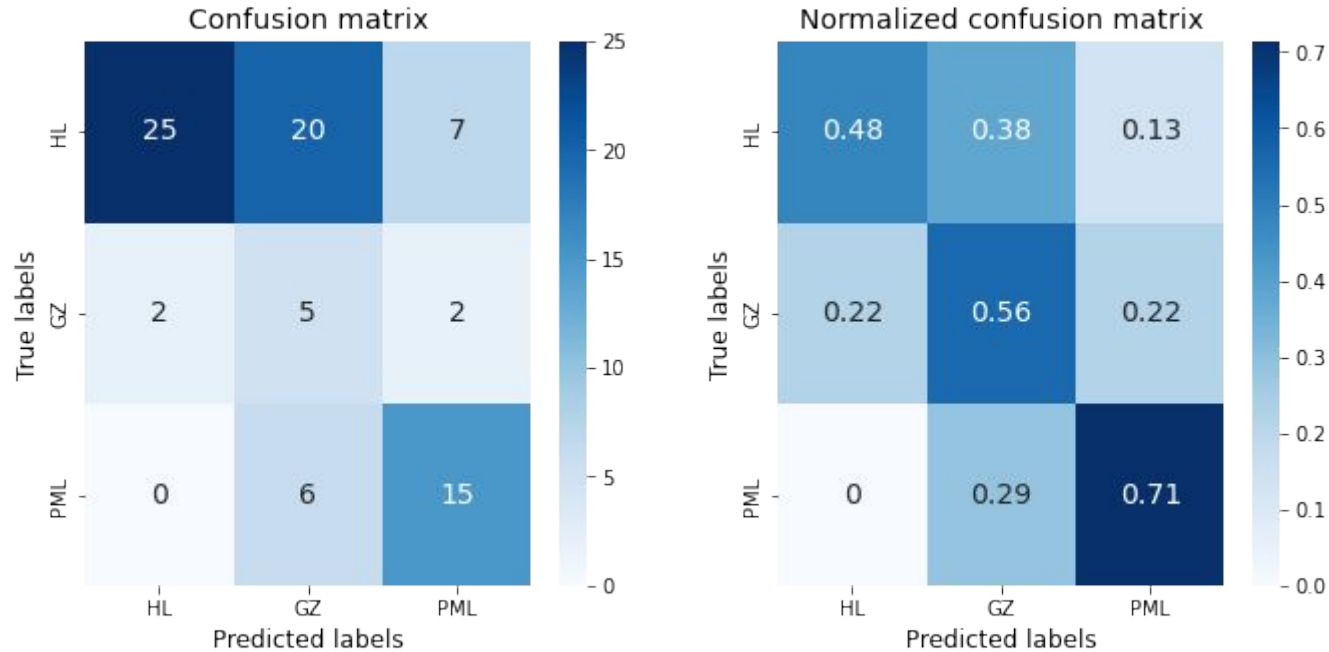 Confusion matrix
True labels
HL
GZ
PML
25 20 7
2 5 2
0 6 15
HL GZ PML
Predicted labels
25
20
15
10
5
0
Normalized confusion matrix
True labels
HL
GZ
PML
0.48 0.38 0.13
0.22 0.56 0.22
0 0.29 0.71
HL GZ PML
Predicted labels
0.7
0.6
0.5
0.4
0.3
0.2
0.1
0.0